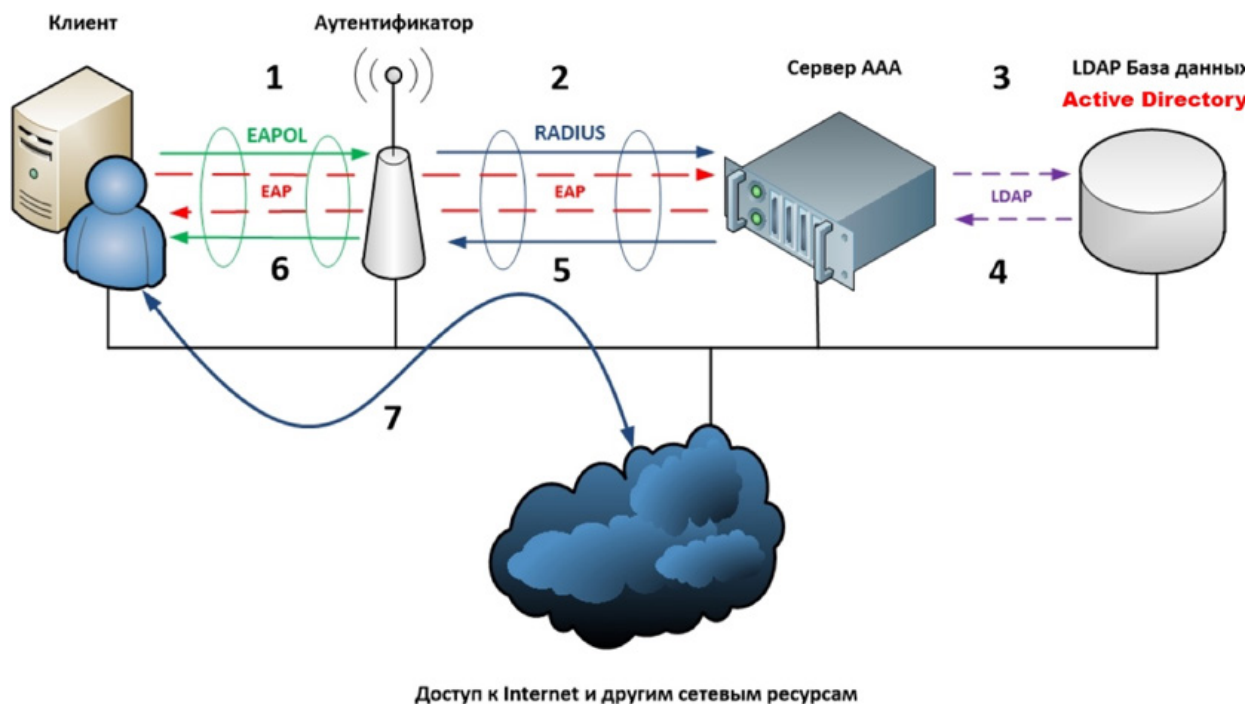 Клиент
Аутентификатор
1
2
Сервер AAA
3
LDAP База данных
Active Directory
EAPOL
RADIUS
EAP
EAP
LDAP
6
5
4
7
Доступ к Internet и другим сетевым ресурсам